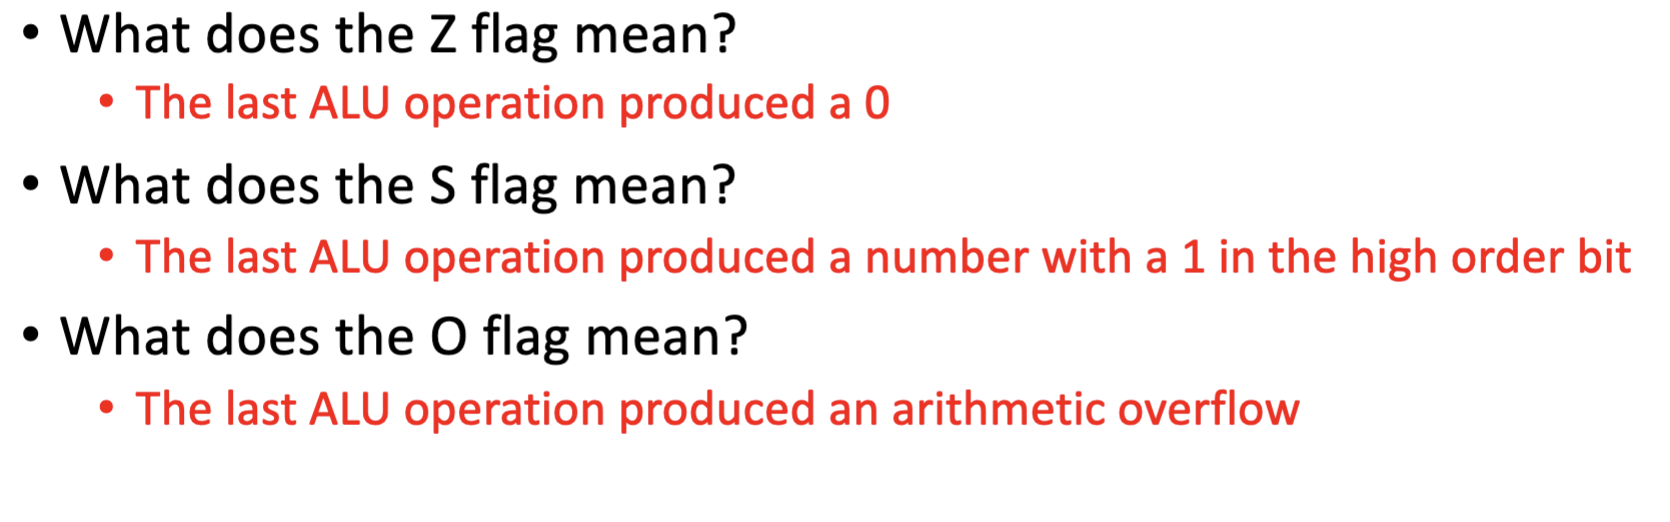 • What does the Z flag mean?
• The last ALU operation produced a 0
• What does the S flag mean?
• The last ALU operation produced a number with a 1 in the high order bit
• What does the O flag mean?
• The last ALU operation produced an arithmetic overflow